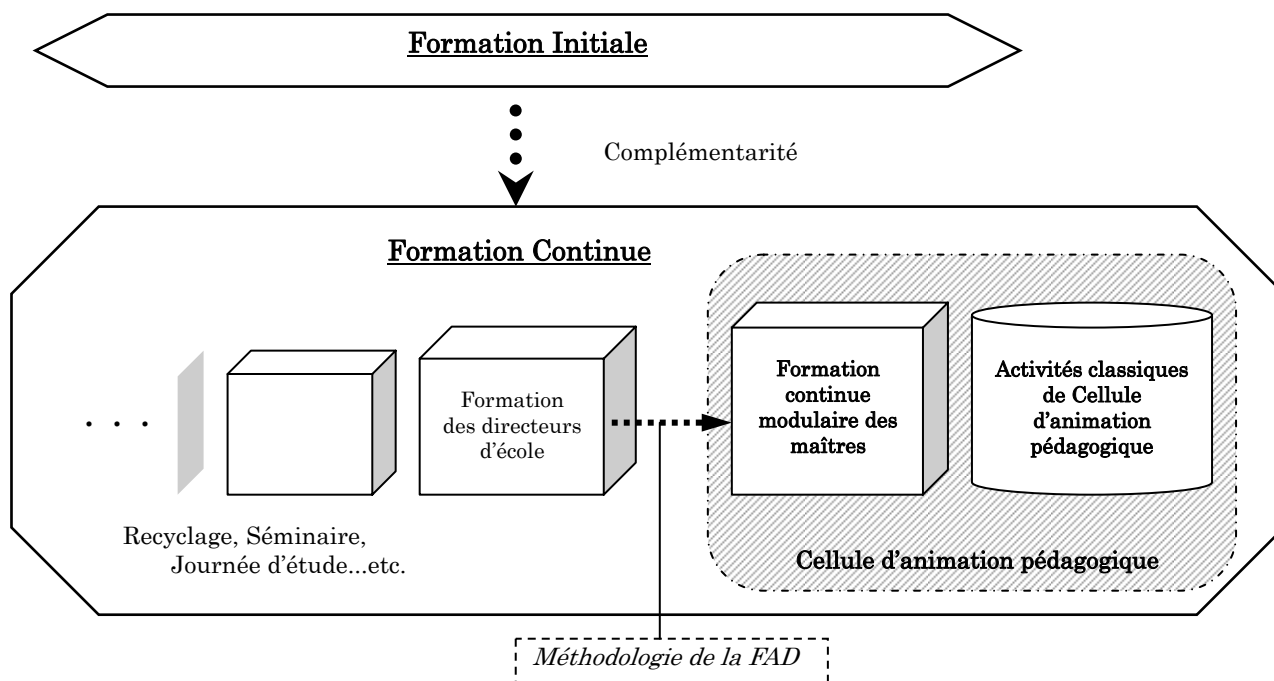 Formation Initiale
Complémentarité
Formation Continue
. . .
Formation
des directeurs
d’école
Formation
continue
modulaire des
maîtres
Activités classiques
de Cellule
d’animation
pédagogique
Recyclage, Séminaire,
Journée d’étude...etc.
Cellule d’animation pédagogique
Méthodologie de la FAD